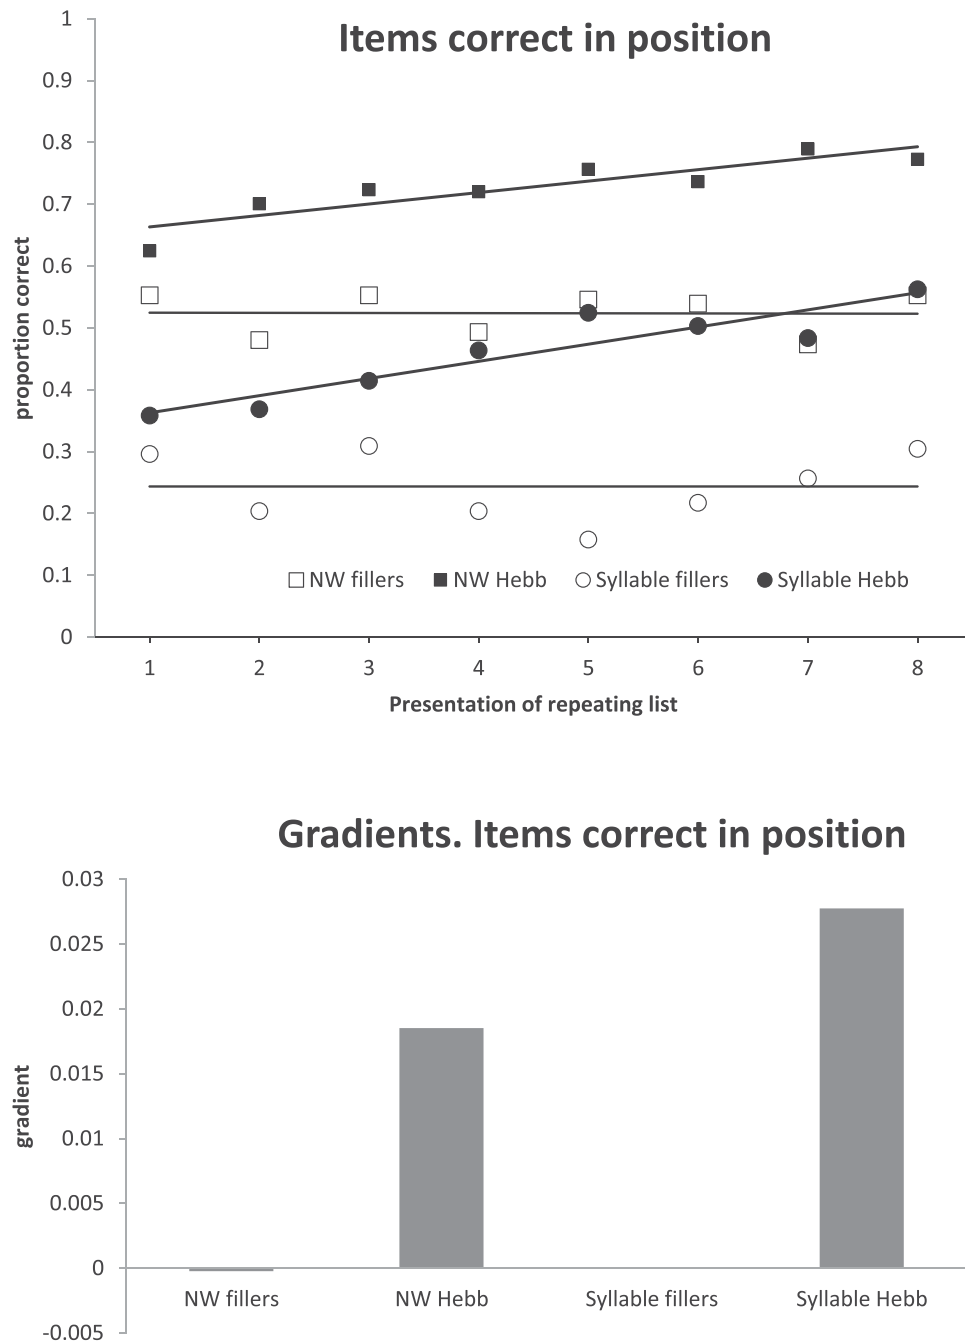 Items correct in position
1
0.9
0.8
0.7
0.6
0.5
0.4
0.3
0.2
0.1
0
proportion correct
NW fillers NW Hebb Syllable fillers Syllable Hebb
1 2 3 4 5 6 7 8
Presentation of repeating list
Gradients. Items correct in position
0.03
0.025
0.02
0.015
0.01
0.005
0
-0.005
gradient
NW fillers NW Hebb Syllable fillers Syllable Hebb